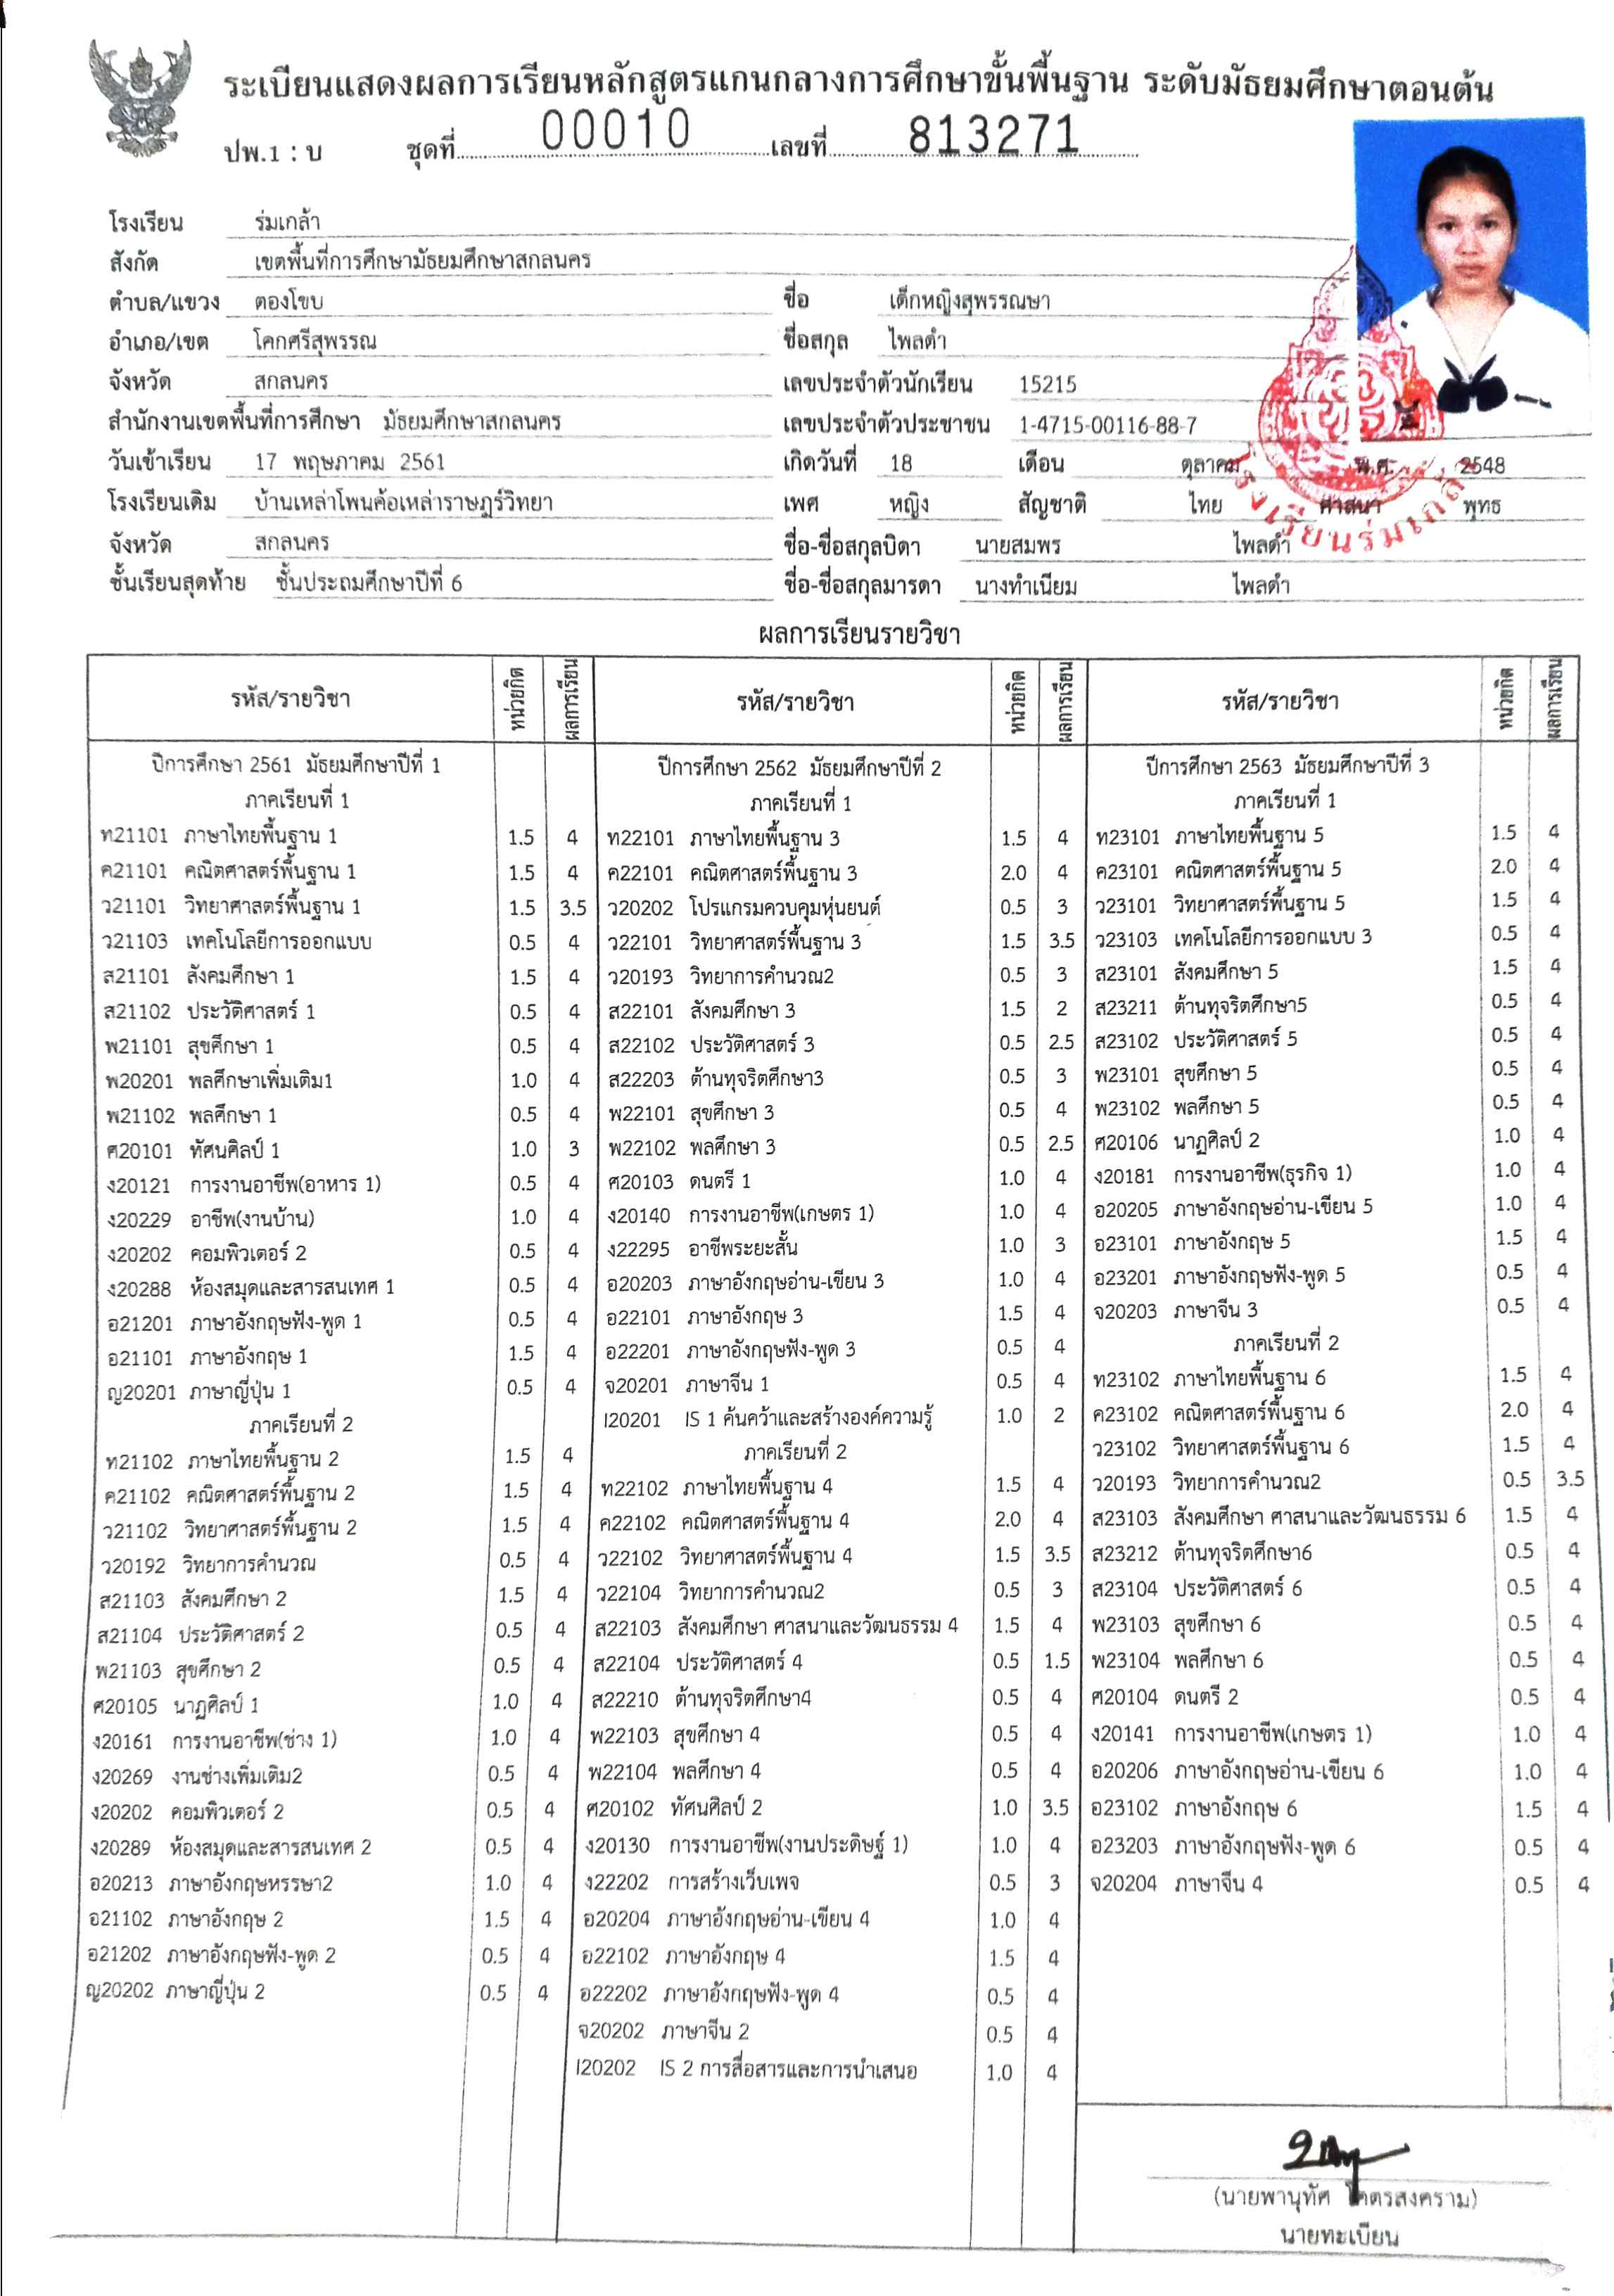 ระเบียนแสดงผลการเรียนหลักสูตรแกนกลางการศึกษาขั้นพื้นฐาน ระดับมัธยมศึกษาตอนต้น
ปพ.1 : บ ชุดที่ 00010 เลขที่ 813271
โรงเรียน ร่มเกล้า
สังกัด เขตพื้นที่การศึกษามัธยมศึกษาสกลนคร
ตำบล/แขวง ตองโขบ
อำเภอ/เขต โคกศรีสุพรรณ
จังหวัด สกลนคร
สำนักงานเขตพื้นที่การศึกษา มัธยมศึกษาสกลนคร
วันเข้าเรียน 17 พฤษภาคม 2561
โรงเรียนเดิม บ้านเหล่าโพนค้อเหล่าราษฎร์วิทยา
จังหวัด สกลนคร
ชั้นเรียนสุดท้าย ชั้นประถมศึกษาปีที่ 6
ชื่อ เด็กหญิงสุพรรณษา
ชื่อสกุล ไพลดำ
เลขประจำตัวนักเรียน 15215
เลขประจำตัวประชาชน 1-4715-00116-88-7
เกิดวันที่ 18 เดือน ตุลาคม พ.ศ. 2548
เพศ หญิง สัญชาติ ไทย ศาสนา พุทธ
ชื่อ-ชื่อสกุลบิดา นายสมพร ไพลดำ
ชื่อ-ชื่อสกุลมารดา นางทำเนียม ไพลดำ
โรงเรียนร่มเกล้า
ผลการเรียนรายวิชา
รหัส/รายวิชา หน่วยกิต ผลการเรียน
ปีการศึกษา 2561 มัธยมศึกษาปีที่ 1
ภาคเรียนที่ 1
ท21101 ภาษาไทยพื้นฐาน 1 1.5 4
ค21101 คณิตศาสตร์พื้นฐาน 1 1.5 4
ว21101 วิทยาศาสตร์พื้นฐาน 1 1.5 3.5
ว21103 เทคโนโลยีการออกแบบ 0.5 4
ส21101 สังคมศึกษา 1 1.5 4
ส21102 ประวัติศาสตร์ 1 0.5 4
พ21101 สุขศึกษา 1 0.5 4
พ20201 พลศึกษาเพิ่มเติม1 1.0 4
พ21102 พลศึกษา 1 0.5 4
ศ20101 ทัศนศิลป์ 1 1.0 3
ง20121 การงานอาชีพ(อาหาร 1) 0.5 4
ง20229 อาชีพ(งานบ้าน) 1.0 4
ง20202 คอมพิวเตอร์ 2 0.5 4
ง20288 ห้องสมุดและสารสนเทศ 1 0.5 4
อ21201 ภาษาอังกฤษฟัง-พูด 1 0.5 4
อ21101 ภาษาอังกฤษ 1 1.5 4
ญ20201 ภาษาญี่ปุ่น 1 0.5 4
ภาคเรียนที่ 2
ท21102 ภาษาไทยพื้นฐาน 2 1.5 4
ค21102 คณิตศาสตร์พื้นฐาน 2 1.5 4
ว21102 วิทยาศาสตร์พื้นฐาน 2 1.5 4
ว20192 วิทยาการคำนวณ 0.5 4
ส21103 สังคมศึกษา 2 1.5 4
ส21104 ประวัติศาสตร์ 2 0.5 4
พ21103 สุขศึกษา 2 0.5 4
ศ20105 นาฏศิลป์ 1 1.0 4
ง20161 การงานอาชีพ(ช่าง 1) 1.0 4
ง20269 งานช่างเพิ่มเติม2 0.5 4
ง20202 คอมพิวเตอร์ 2 0.5 4
ง20289 ห้องสมุดและสารสนเทศ 2 0.5 4
อ20213 ภาษาอังกฤษหรรษา2 1.0 4
อ21102 ภาษาอังกฤษ 2 1.5 4
อ21202 ภาษาอังกฤษฟัง-พูด 2 0.5 4
ญ20202 ภาษาญี่ปุ่น 2 0.5 4
รหัส/รายวิชา หน่วยกิต ผลการเรียน
ปีการศึกษา 2562 มัธยมศึกษาปีที่ 2
ภาคเรียนที่ 1
ท22101 ภาษาไทยพื้นฐาน 3 1.5 4
ค22101 คณิตศาสตร์พื้นฐาน 3 2.0 4
ว20202 โปรแกรมควบคุมหุ่นยนต์ 0.5 3
ว22101 วิทยาศาสตร์พื้นฐาน 3 1.5 3.5
ว20193 วิทยาการคำนวณ2 0.5 3
ส22101 สังคมศึกษา 3 1.5 2
ส22102 ประวัติศาสตร์ 3 0.5 2.5
ส22203 ต้านทุจริตศึกษา3 0.5 3
พ22101 สุขศึกษา 3 0.5 4
พ22102 พลศึกษา 3 0.5 2.5
ศ20103 ดนตรี 1 1.0 4
ง20140 การงานอาชีพ(เกษตร 1) 1.0 4
ง22295 อาชีพระยะสั้น 1.0 3
อ20203 ภาษาอังกฤษอ่าน-เขียน 3 1.0 4
อ22101 ภาษาอังกฤษ 3 1.5 4
อ22201 ภาษาอังกฤษฟัง-พูด 3 0.5 4
จ20201 ภาษาจีน 1 0.5 4
I20201 IS 1 ค้นคว้าและสร้างองค์ความรู้ 1.0 2
ภาคเรียนที่ 2
ท22102 ภาษาไทยพื้นฐาน 4 1.5 4
ค22102 คณิตศาสตร์พื้นฐาน 4 2.0 4
ว22102 วิทยาศาสตร์พื้นฐาน 4 1.5 3.5
ว22104 วิทยาการคำนวณ2 0.5 3
ส22103 สังคมศึกษา ศาสนาและวัฒนธรรม 4 1.5 4
ส22104 ประวัติศาสตร์ 4 0.5 1.5
ส22210 ต้านทุจริตศึกษา4 0.5 4
พ22103 สุขศึกษา 4 0.5 4
พ22104 พลศึกษา 4 0.5 4
ศ20102 ทัศนศิลป์ 2 1.0 3.5
ง20130 การงานอาชีพ(งานประดิษฐ์ 1) 1.0 4
ง22202 การสร้างเว็บเพจ 0.5 3
อ20204 ภาษาอังกฤษอ่าน-เขียน 4 1.0 4
อ22102 ภาษาอังกฤษ 4 1.5 4
อ22202 ภาษาอังกฤษฟัง-พูด 4 0.5 4
จ20202 ภาษาจีน 2 0.5 4
I20202 IS 2 การสื่อสารและการนำเสนอ 1.0 4
รหัส/รายวิชา หน่วยกิต ผลการเรียน
ปีการศึกษา 2563 มัธยมศึกษาปีที่ 3
ภาคเรียนที่ 1
ท23101 ภาษาไทยพื้นฐาน 5 1.5 4
ค23101 คณิตศาสตร์พื้นฐาน 5 2.0 4
ว23101 วิทยาศาสตร์พื้นฐาน 5 1.5 4
ว23103 เทคโนโลยีการออกแบบ 3 0.5 4
ส23101 สังคมศึกษา 5 1.5 4
ส23211 ต้านทุจริตศึกษา5 0.5 4
ส23102 ประวัติศาสตร์ 5 0.5 4
พ23101 สุขศึกษา 5 0.5 4
พ23102 พลศึกษา 5 0.5 4
ศ20106 นาฏศิลป์ 2 1.0 4
ง20181 การงานอาชีพ(ธุรกิจ 1) 1.0 4
อ20205 ภาษาอังกฤษอ่าน-เขียน 5 1.0 4
อ23101 ภาษาอังกฤษ 5 1.5 4
อ23201 ภาษาอังกฤษฟัง-พูด 5 0.5 4
จ20203 ภาษาจีน 3 0.5 4
ภาคเรียนที่ 2
ท23102 ภาษาไทยพื้นฐาน 6 1.5 4
ค23102 คณิตศาสตร์พื้นฐาน 6 2.0 4
ว23102 วิทยาศาสตร์พื้นฐาน 6 1.5 4
ว20193 วิทยาการคำนวณ2 0.5 3.5
ส23103 สังคมศึกษา ศาสนาและวัฒนธรรม 6 1.5 4
ส23212 ต้านทุจริตศึกษา6 0.5 4
ส23104 ประวัติศาสตร์ 6 0.5 4
พ23103 สุขศึกษา 6 0.5 4
พ23104 พลศึกษา 6 0.5 4
ศ20104 ดนตรี 2 0.5 4
ง20141 การงานอาชีพ(เกษตร 1) 1.0 4
อ20206 ภาษาอังกฤษอ่าน-เขียน 6 1.0 4
อ23102 ภาษาอังกฤษ 6 1.5 4
อ23203 ภาษาอังกฤษฟัง-พูด 6 0.5 4
จ20204 ภาษาจีน 4 0.5 4
(นายพานุทัศ โคตรสงคราม)
นายทะเบียน